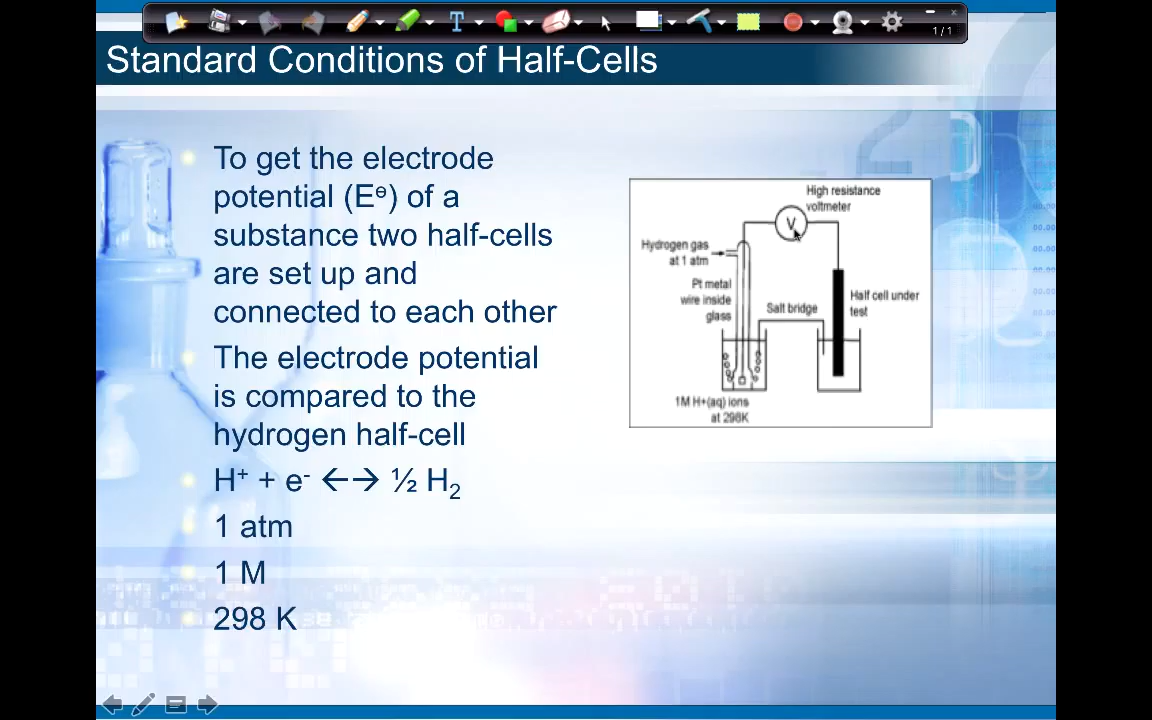 1/1
Standard Conditions of Half-Cells
To get the electrode
potential (Eᶱ) of a
substance two half-cells
are set up and
connected to each other
The electrode potential
is compared to the
hydrogen half-cell
H⁺ + e⁻ ←→ ½ H₂
1 atm
1 M
298 K
High resistance
voltmeter
V
Hydrogen gas
at 1 atm
Pt metal
wire inside
glass
Salt bridge
Half cell under
test
1M H+(aq) ions
at 298K